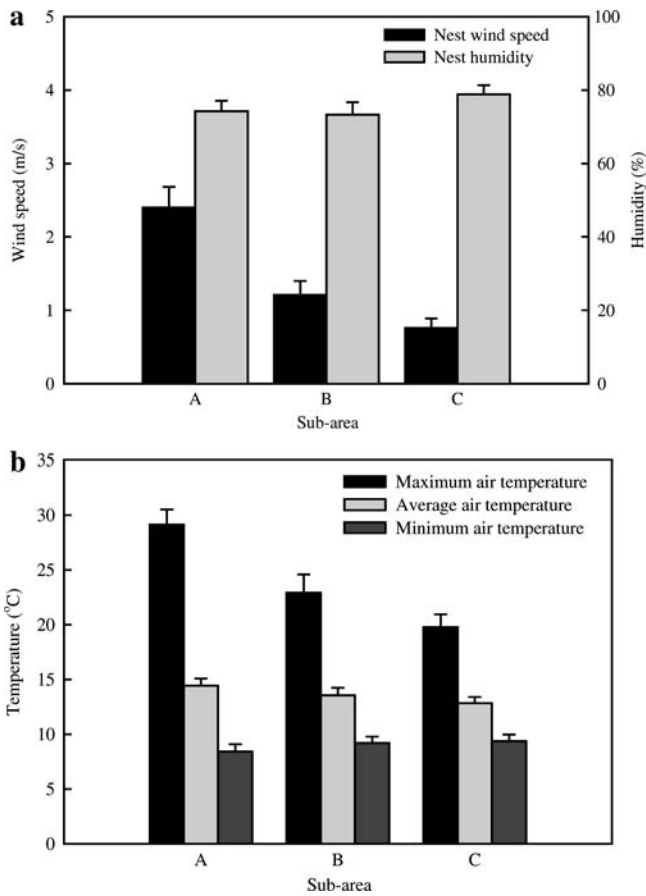 a
Nest wind speed
Nest humidity
Wind speed (m/s)
Humidity (%)
5
4
3
2
1
0
100
80
60
40
20
0
A B C
Sub-area
b
Maximum air temperature
Average air temperature
Minimum air temperature
Temperature (°C)
35
30
25
20
15
10
5
0
A B C
Sub-area